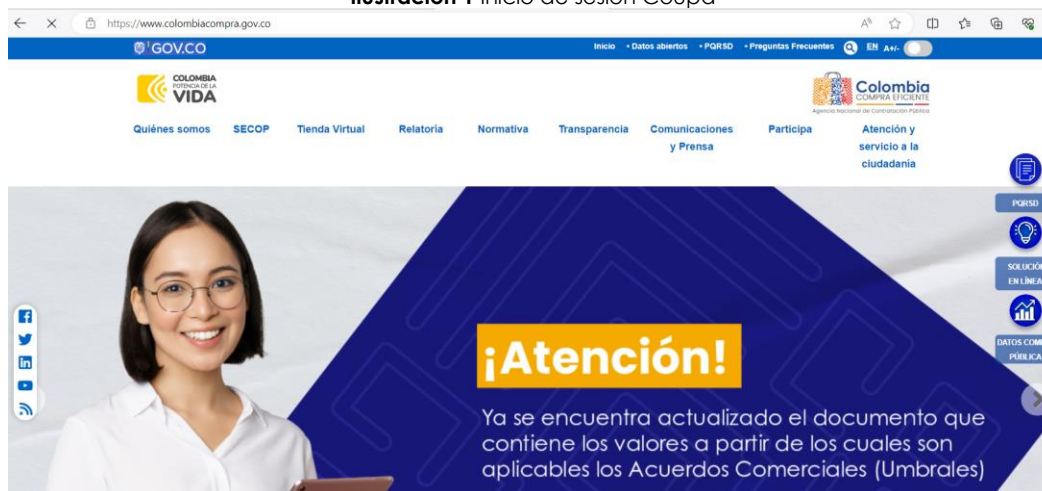 Ilustración 1 Inicio de sesión Coupa
https://www.colombiacompra.gov.co
GOV.CO
Inicio • Datos abiertos • PQRSD • Preguntas Frecuentes EN A+/-
COLOMBIA
POTENCIA DE LA
VIDA
Colombia
COMPRA EFICIENTE
Agencia Nacional de Contratación Pública
Quiénes somos SECOP Tienda Virtual Relatoría Normativa Transparencia Comunicaciones y Prensa Participa Atención y servicio a la ciudadanía
PQRSD
SOLUCIÓN
EN LÍNEA
DATOS COM
PÚBLICA
¡Atención!
Ya se encuentra actualizado el documento que
contiene los valores a partir de los cuales son
aplicables los Acuerdos Comerciales (Umbrales)